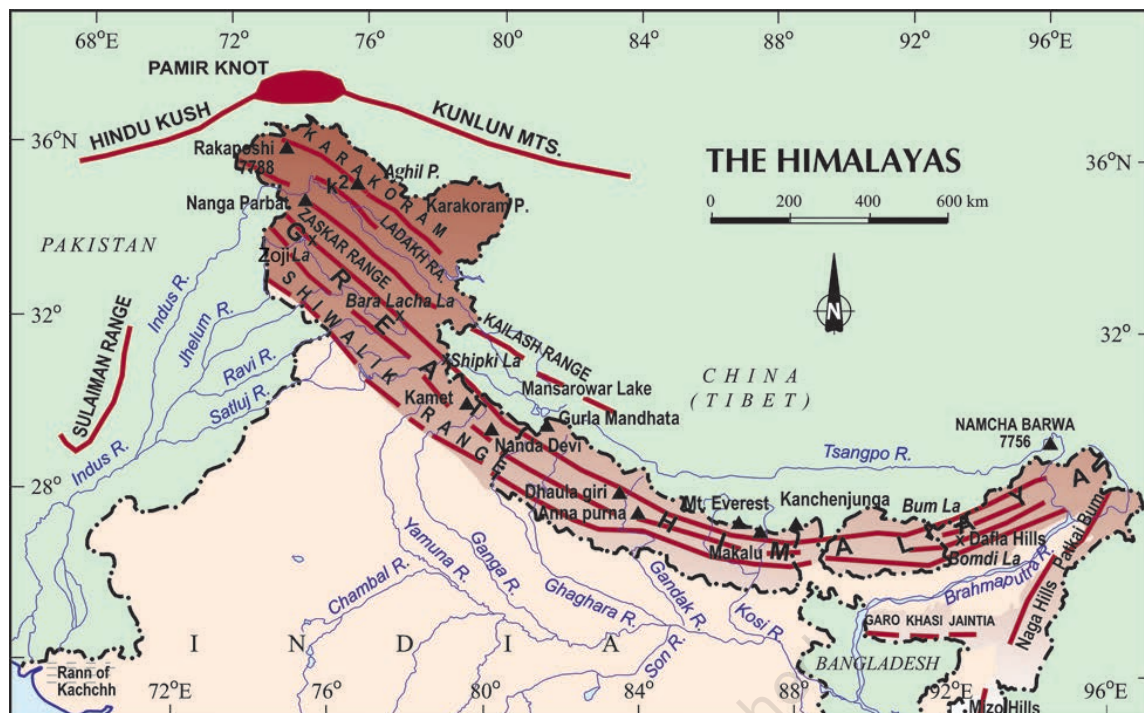 68°E
72°
76°
80°
84°
88°
92°
96°E
PAMIR KNOT
HINDU KUSH
KUNLUN MTS.
36°N
36°N
THE HIMALAYAS
0 200 400 600 km
N
Rakaposhi
7788
KARAKORAM
Aghil P.
k2
Karakoram P.
Nanga Parbat
LADAKH RA.
ZASKAR RANGE
PAKISTAN
Zoji La
GREAT HIMALAYA
Indus R.
Bara Lacha La
SHIWALIK RANGE
Jhelum R.
32°
32°
KAILASH RANGE
Ravi R.
Shipki La
SULAIMAN RANGE
Satluj R.
Mansarowar Lake
CHINA
(TIBET)
Kamet
Gurla Mandhata
NAMCHA BARWA
7756
Nanda Devi
Tsangpo R.
Indus R.
28°
28°
Dhaula giri
Mt. Everest
Kanchenjunga
Bum La
Anna purna
Makalu
Dafla Hills
Bomdi La
Patkai Bum
Yamuna R.
Ganga R.
Brahmaputra R.
Chambal R.
Ghaghara R.
Gandak R.
Kosi R.
GARO KHASI JAINTIA
Naga Hills
INDIA
Son R.
BANGLADESH
Rann of
Kachchh
72°E
76°
80°
84°
88°
92°E
96°E
Mizo Hills